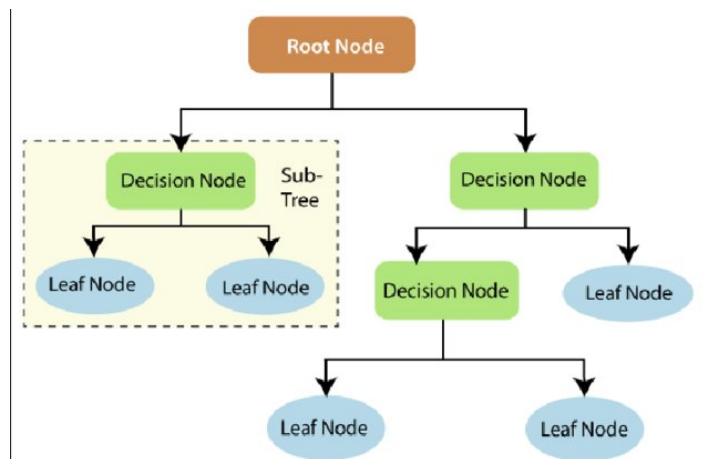 Root Node
Decision Node
Sub-
Tree
Decision Node
Leaf Node
Leaf Node
Decision Node
Leaf Node
Leaf Node
Leaf Node